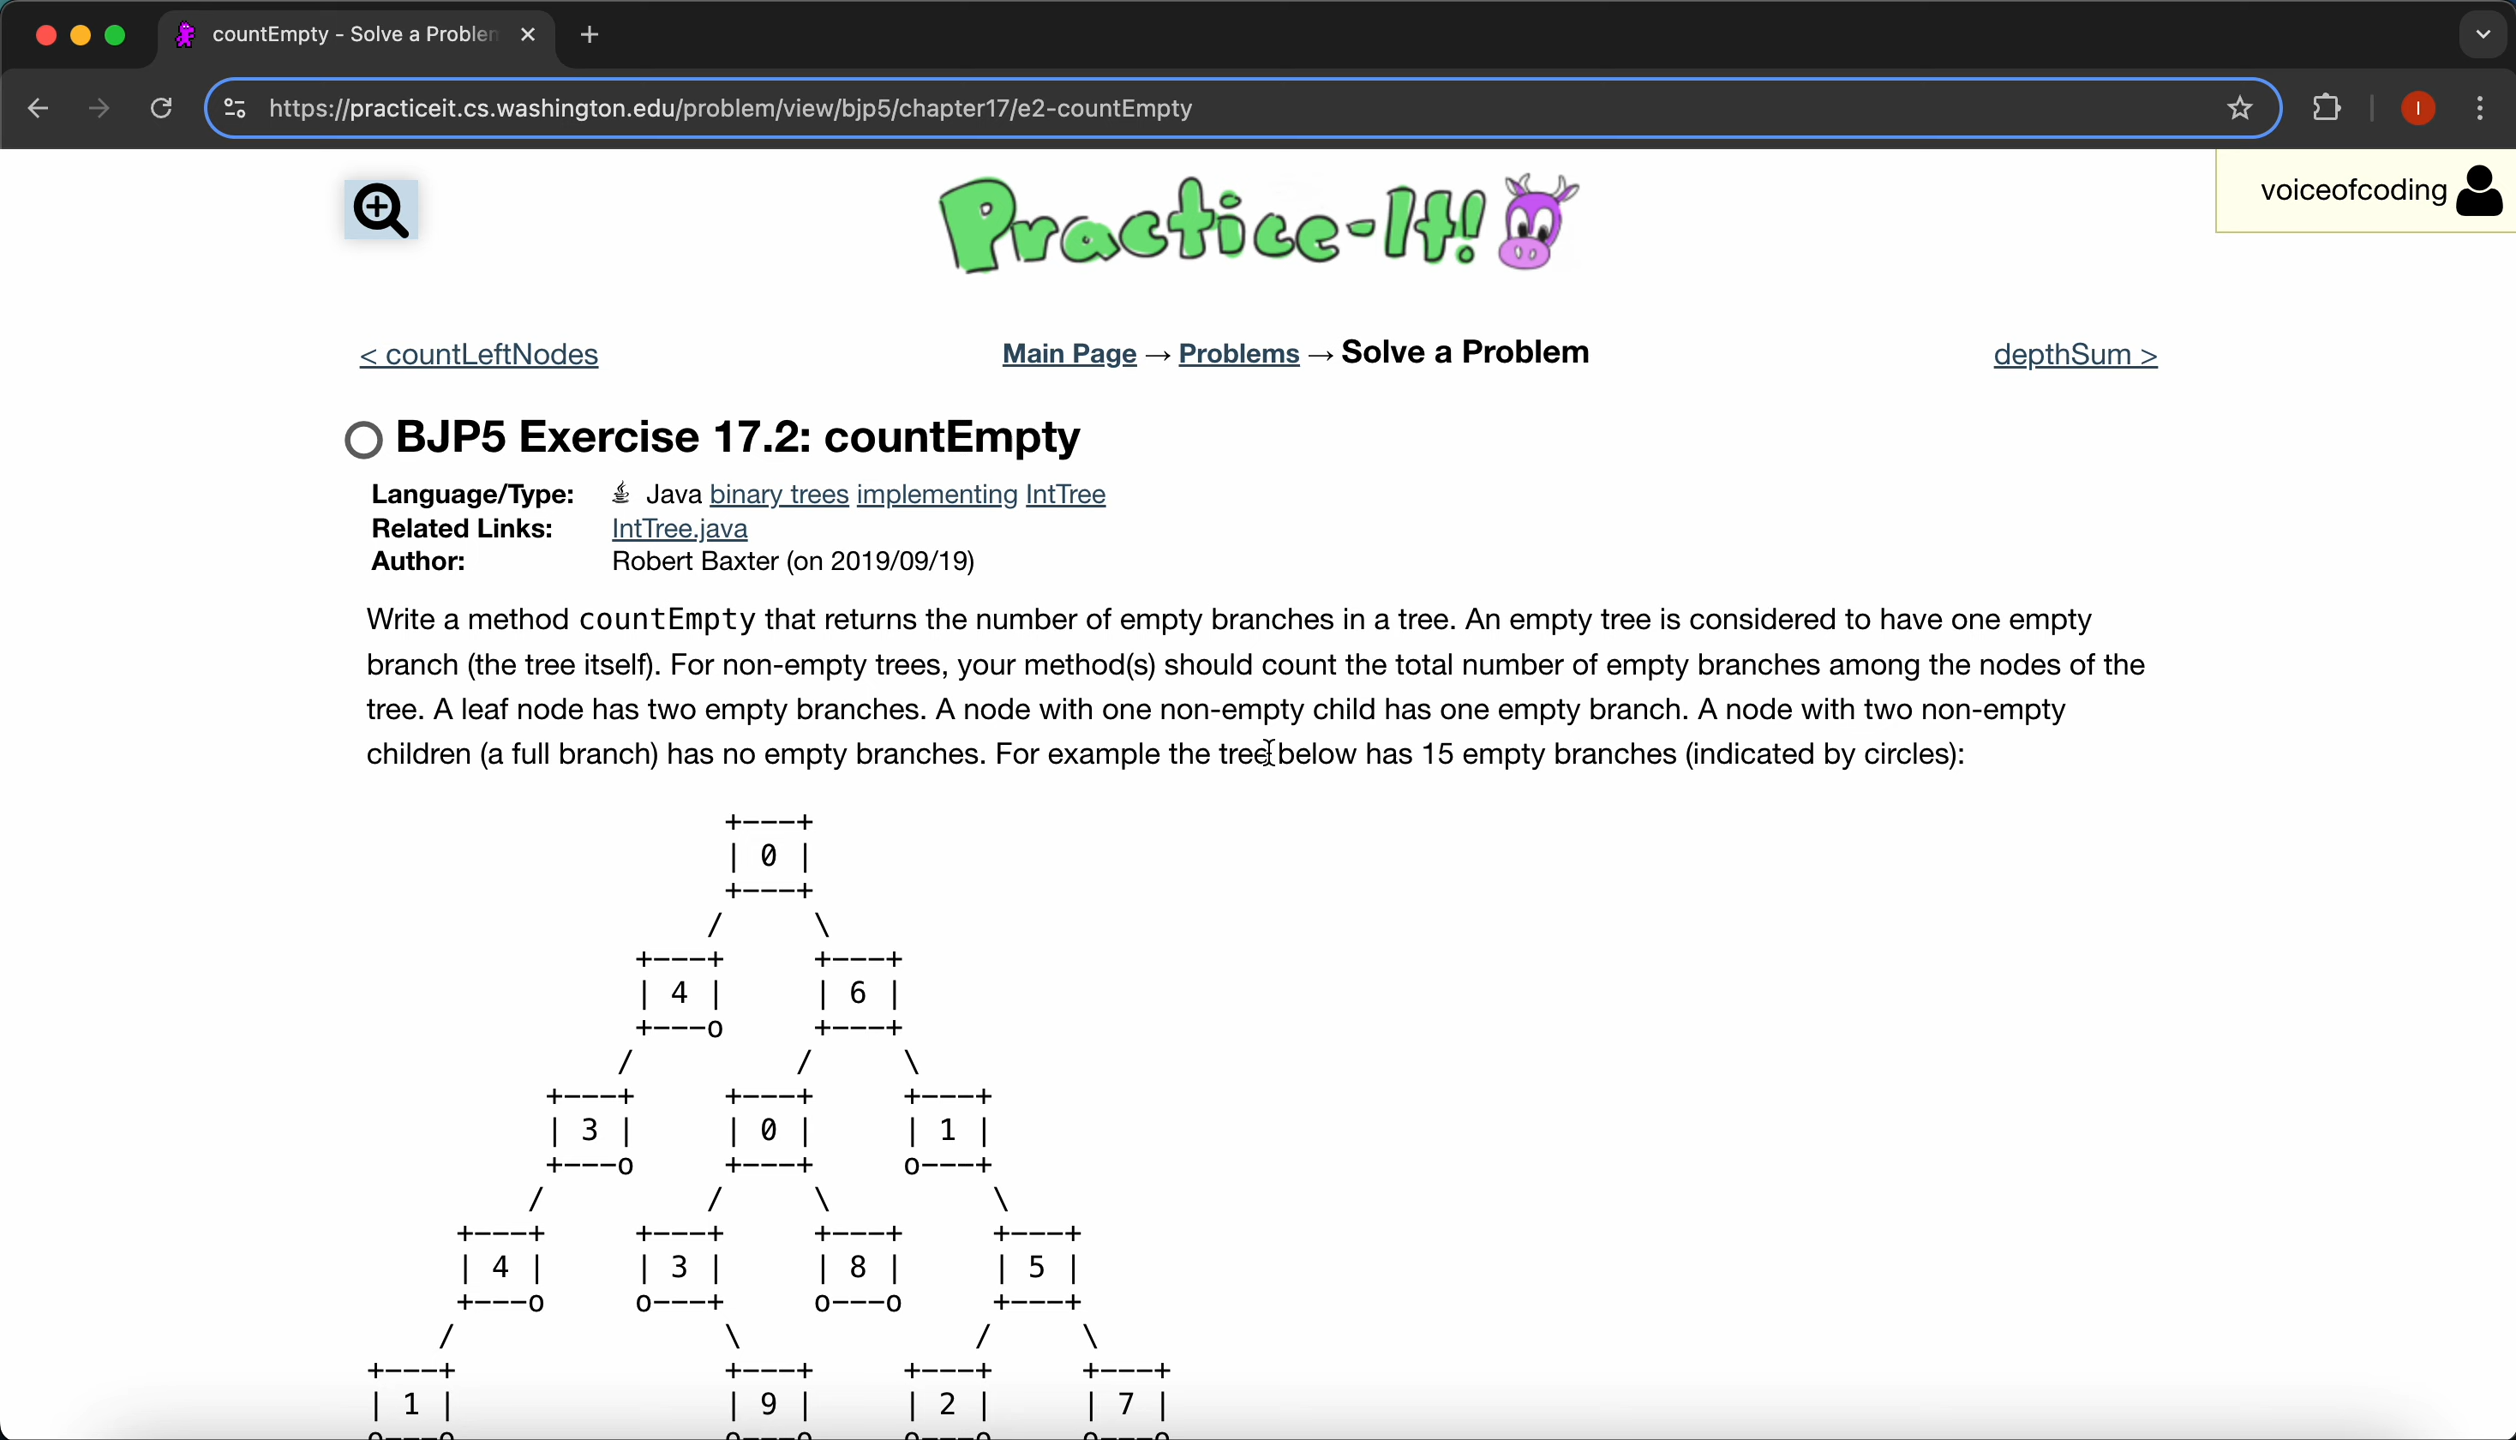 countEmpty - Solve a Problem
https://practiceit.cs.washington.edu/problem/view/bjp5/chapter17/e2-countEmpty
I
Practice-It!
voiceofcoding
< countLeftNodes
Main Page → Problems → Solve a Problem
depthSum >
BJP5 Exercise 17.2: countEmpty
Language/Type: Java binary trees implementing IntTree
Related Links: IntTree.java
Author: Robert Baxter (on 2019/09/19)
Write a method countEmpty that returns the number of empty branches in a tree. An empty tree is considered to have one empty
branch (the tree itself). For non-empty trees, your method(s) should count the total number of empty branches among the nodes of the
tree. A leaf node has two empty branches. A node with one non-empty child has one empty branch. A node with two non-empty
children (a full branch) has no empty branches. For example the tree below has 15 empty branches (indicated by circles):
+---+
| 0 |
+---+
/ \
+---+ +---+
| 4 | | 6 |
+---o +---+
/ / \
+---+ +---+ +---+
| 3 | | 0 | | 1 |
+---o +---+ o---+
/ / \ \
+---+ +---+ +---+ +---+
| 4 | | 3 | | 8 | | 5 |
+---o o---+ o---o +---+
/ \ / \
+---+ +---+ +---+ +---+
| 1 | | 9 | | 2 | | 7 |
o---o o---o o---o o---o